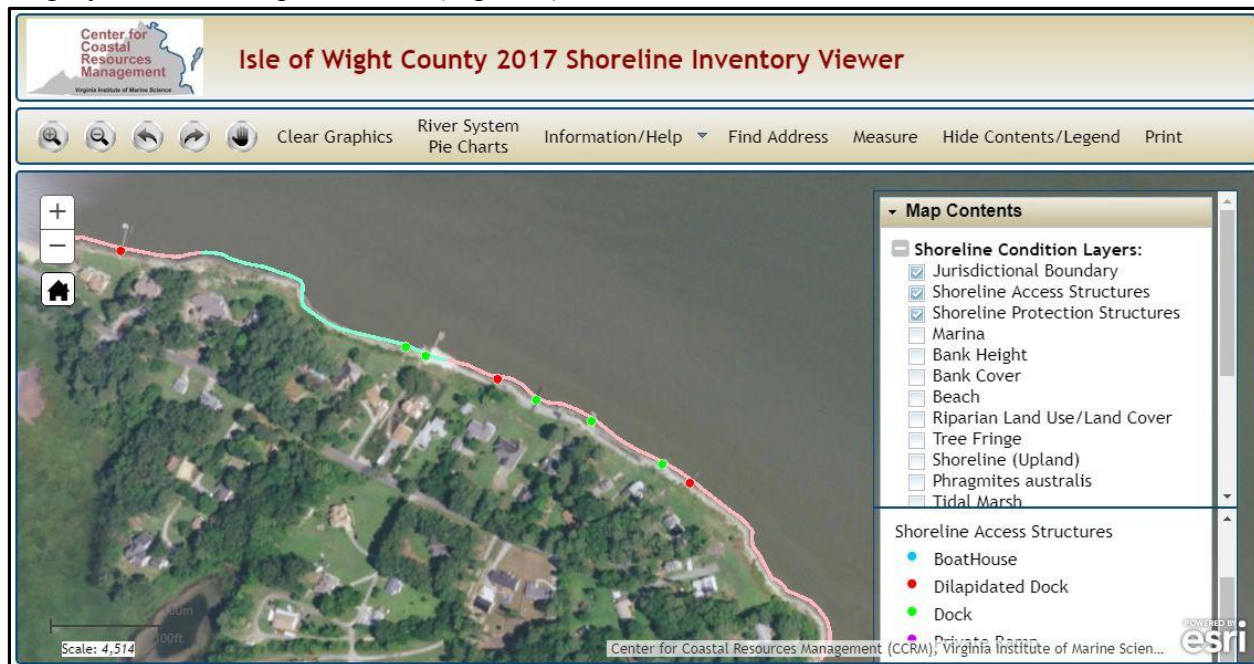 Center for
Coastal
Resources
Management
Virginia Institute of Marine Science
Isle of Wight County 2017 Shoreline Inventory Viewer
Clear Graphics
River System
Pie Charts
Information/Help
Find Address
Measure
Hide Contents/Legend
Print
+
−
Map Contents
Shoreline Condition Layers:
Jurisdictional Boundary
Shoreline Access Structures
Shoreline Protection Structures
Marina
Bank Height
Bank Cover
Beach
Riparian Land Use/Land Cover
Tree Fringe
Shoreline (Upland)
Phragmites australis
Tidal Marsh
Shoreline Access Structures
BoatHouse
Dilapidated Dock
Dock
Private Ramp
Scale: 4,514
Center for Coastal Resources Management (CCRM), Virginia Institute of Marine Scien...
POWERED BY
esri